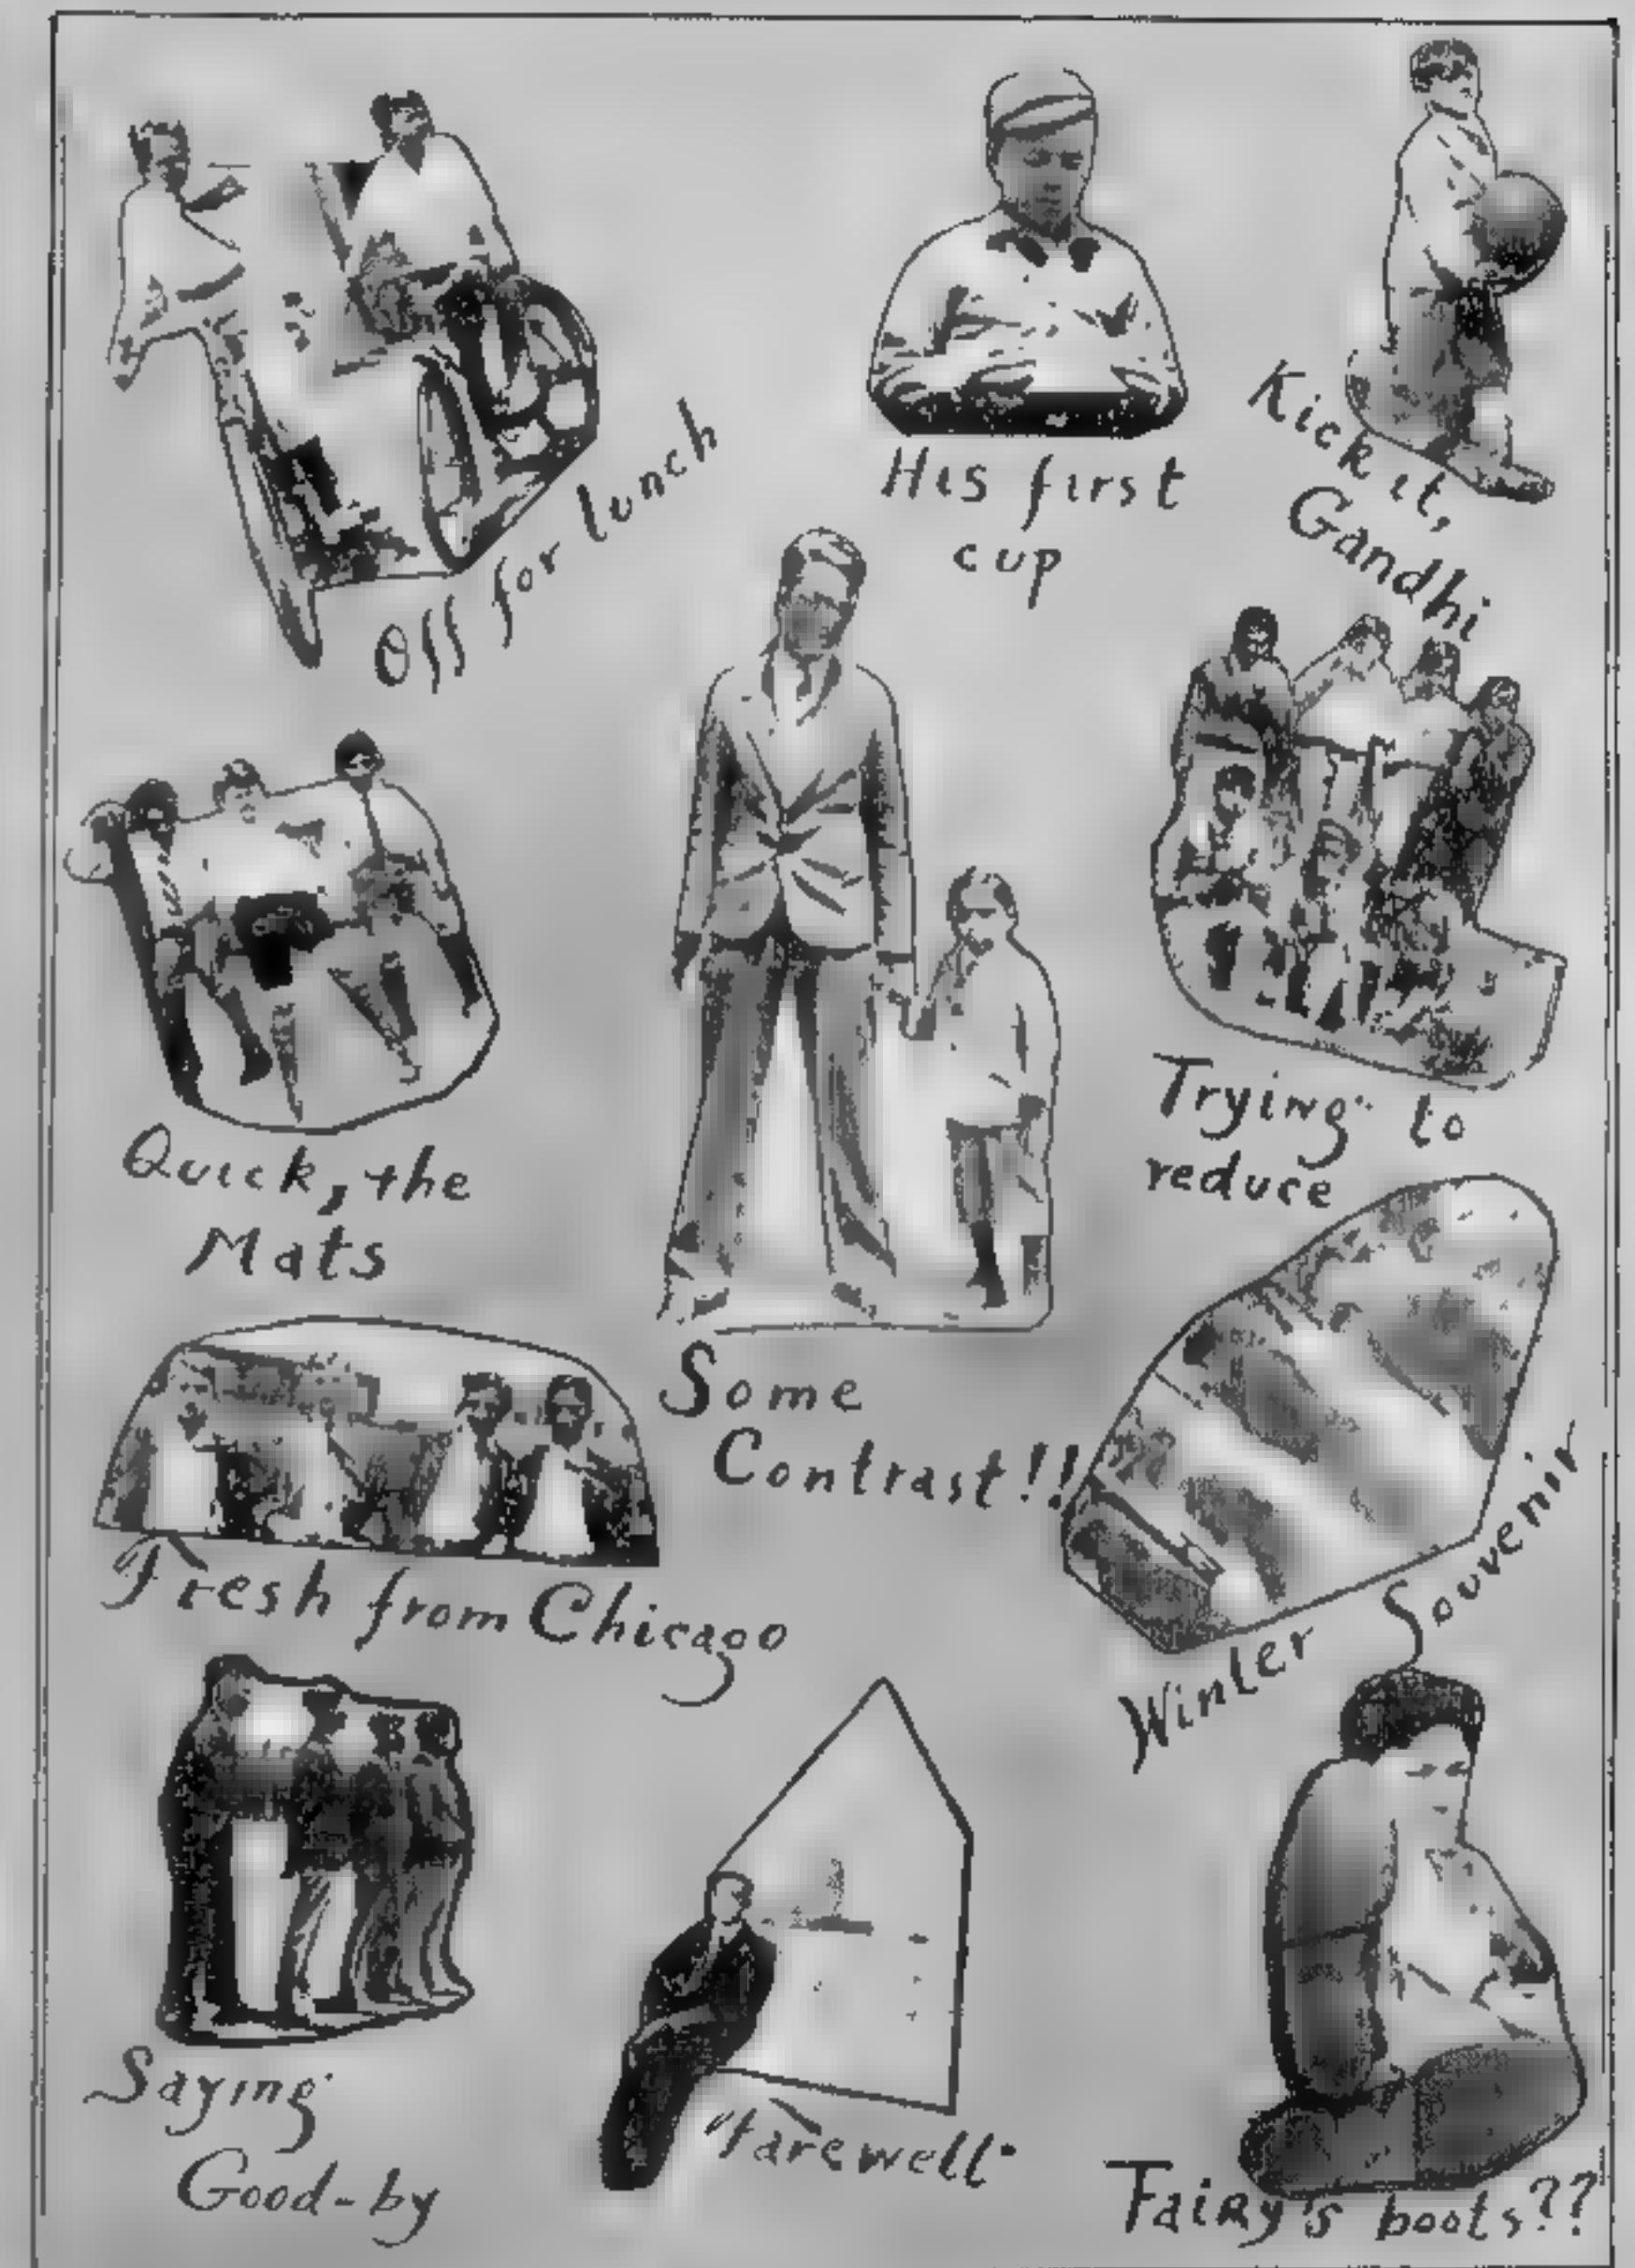 Off for lunch
His first
cup
Kick it,
Gandhi
Quick, the
Mats
Some
Contrast!!
Trying to
reduce
Fresh from Chicago
Winter Souvenir
Saying
Good-by
"Farewell"
Fairy's boots??